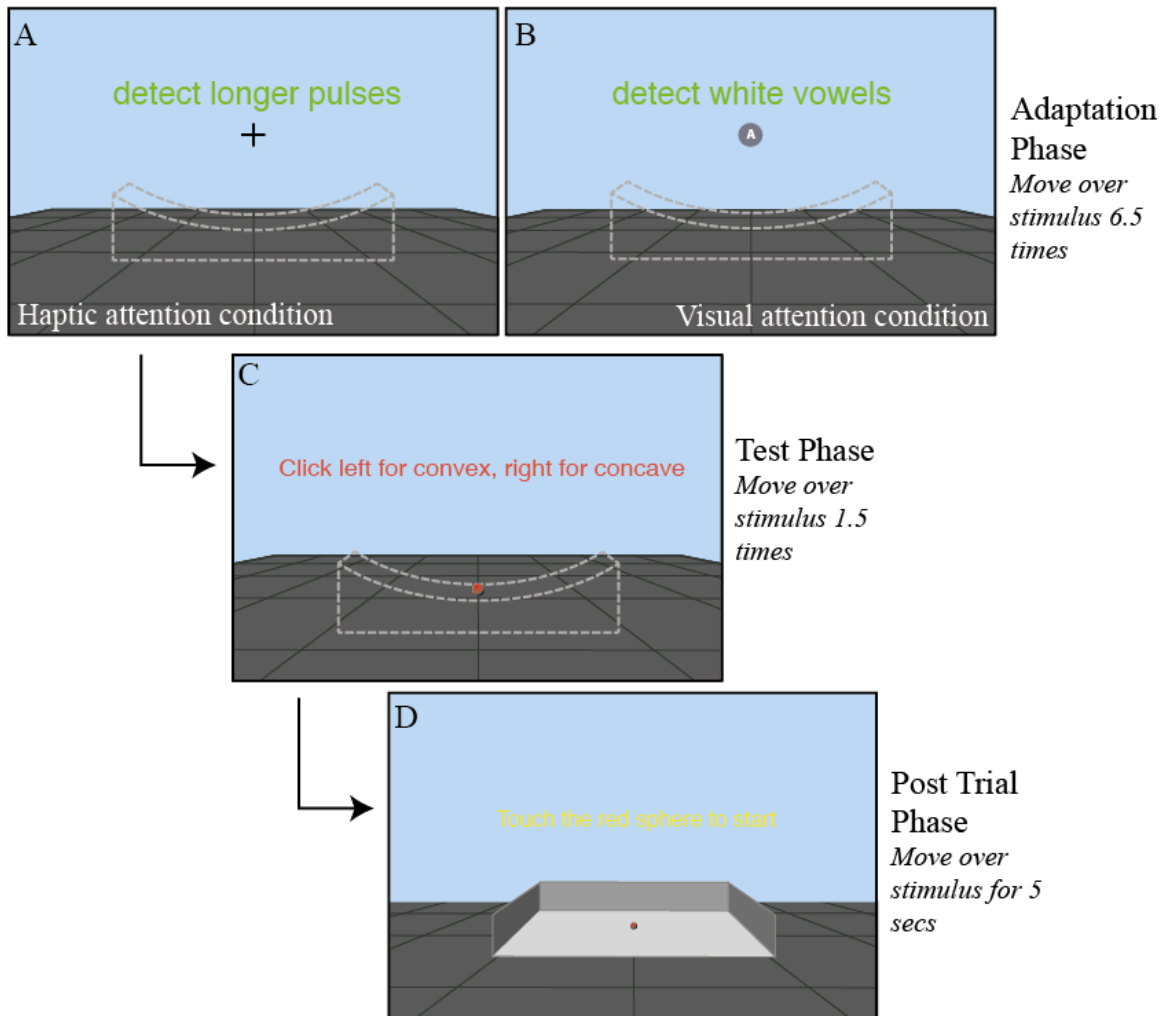 A
detect longer pulses
Haptic attention condition
B
detect white vowels
A
Visual attention condition
Adaptation
Phase
Move over
stimulus 6.5
times
C
Click left for convex, right for concave
Test Phase
Move over
stimulus 1.5
times
D
Touch the red sphere to start
Post Trial
Phase
Move over
stimulus for 5
secs